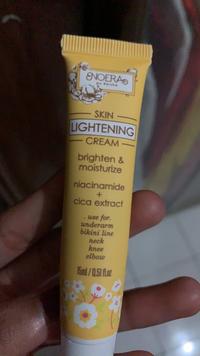 NOERA
SKIN
LIGHTENING
CREAM
brighten &
moisturize
niacinamide
+
cica extract
. use for.
underarm
bikini line
neck
knee
elbow
15ml / 0.51 fl.oz